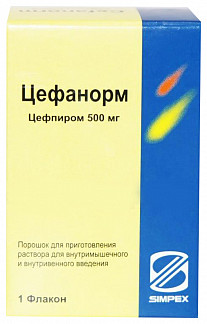 Цефанорм
Цефпиром 500 мг
Порошок для приготовления
раствора для внутримышечного
и внутривенного введения
1 Флакон
SIMPEX